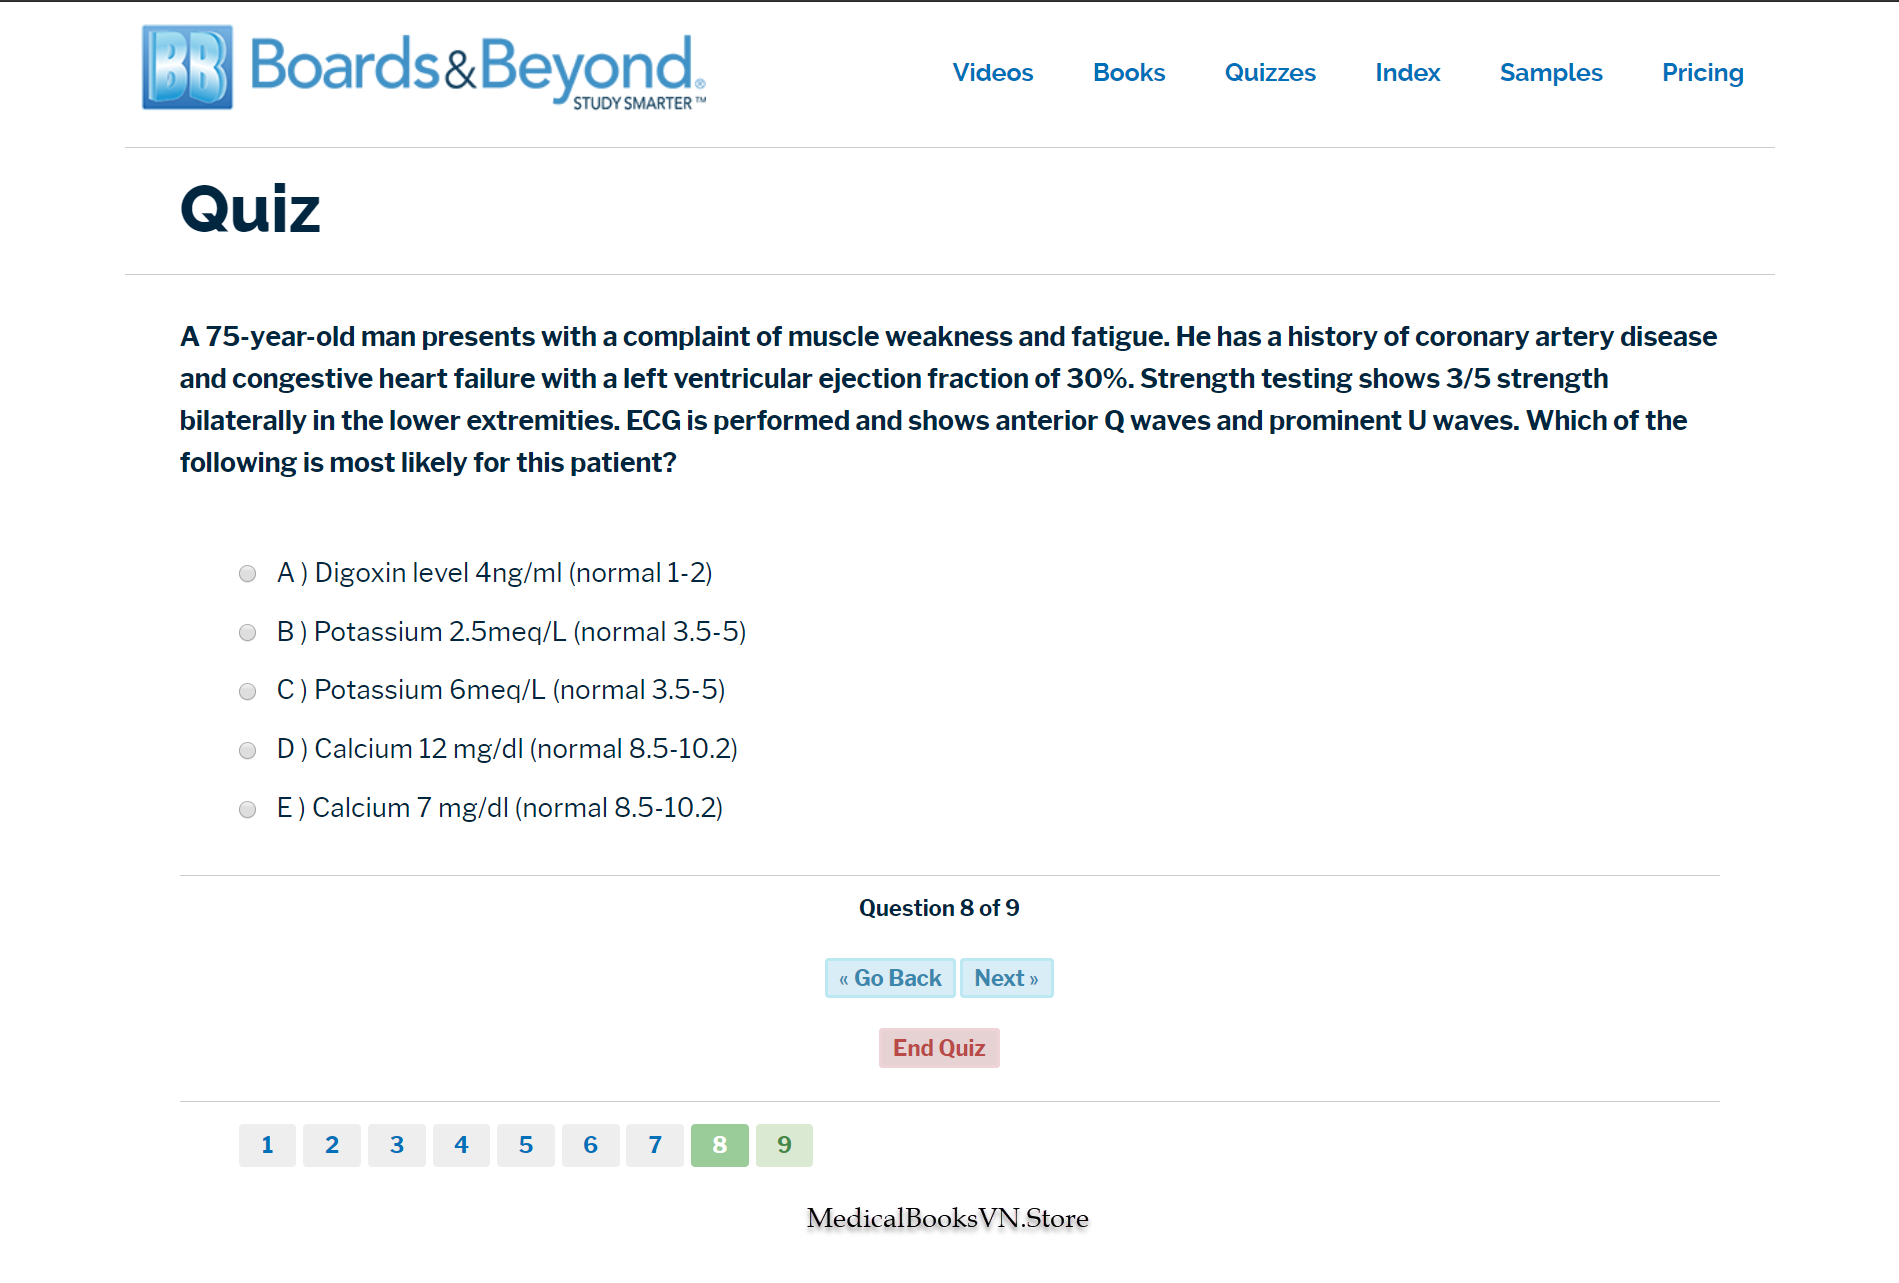 BB Boards&Beyond®
STUDY SMARTER™
Videos Books Quizzes Index Samples Pricing
Quiz
A 75-year-old man presents with a complaint of muscle weakness and fatigue. He has a history of coronary artery disease
and congestive heart failure with a left ventricular ejection fraction of 30%. Strength testing shows 3/5 strength
bilaterally in the lower extremities. ECG is performed and shows anterior Q waves and prominent U waves. Which of the
following is most likely for this patient?
A ) Digoxin level 4ng/ml (normal 1-2)
B ) Potassium 2.5meq/L (normal 3.5-5)
C ) Potassium 6meq/L (normal 3.5-5)
D ) Calcium 12 mg/dl (normal 8.5-10.2)
E ) Calcium 7 mg/dl (normal 8.5-10.2)
Question 8 of 9
« Go Back Next »
End Quiz
1 2 3 4 5 6 7 8 9
MedicalBooksVN.Store